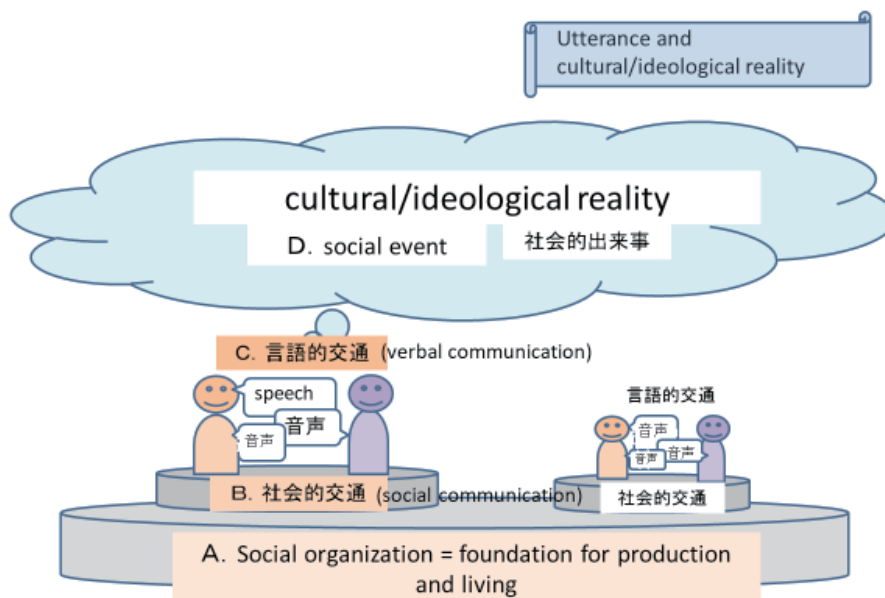 Utterance and
cultural/ideological reality
cultural/ideological reality
D. social event
社会的出来事
C. 言語的交通 (verbal communication)
speech
音声
音声
言語的交通
音声
音声
音声
B. 社会的交通 (social communication)
社会的交通
A. Social organization = foundation for production
and living